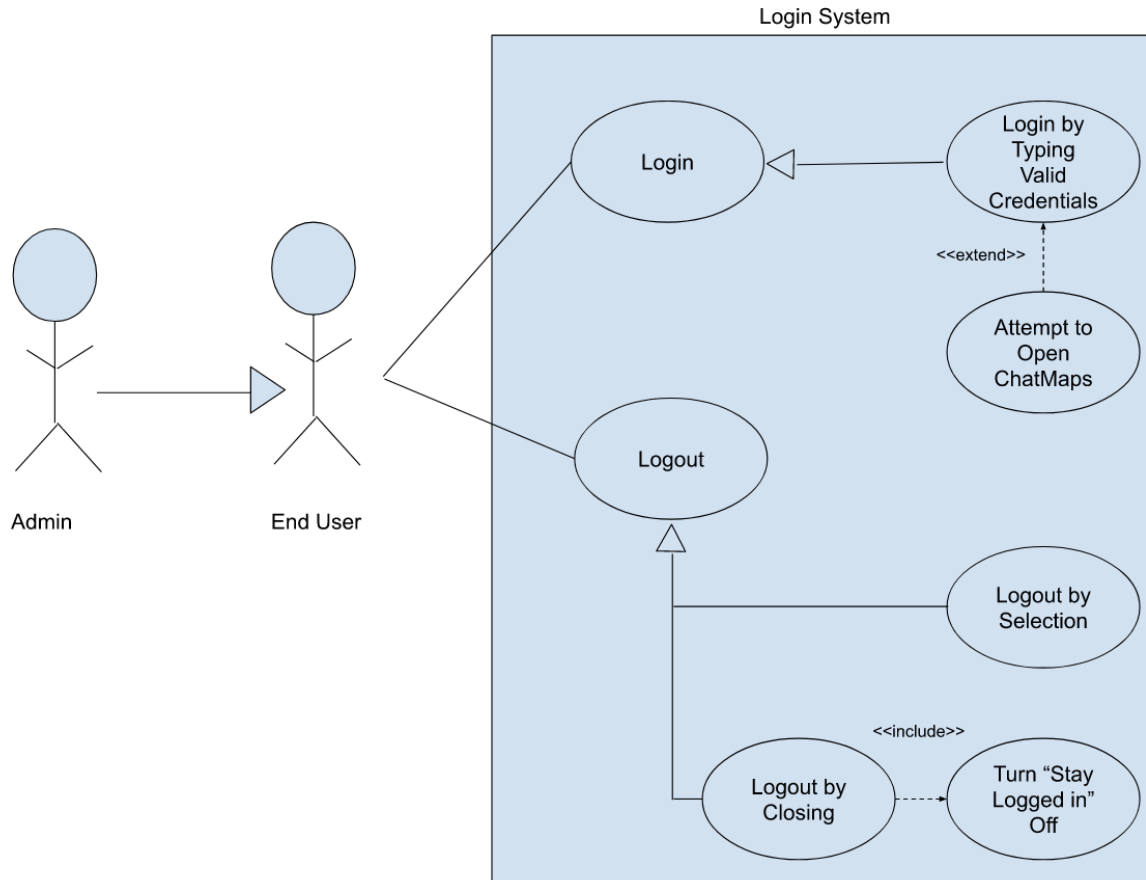 Login System
Login
Login by
Typing
Valid
Credentials
<<extend>>
Attempt to
Open
ChatMaps
Logout
Admin
End User
Logout by
Selection
<<include>>
Logout by
Closing
Turn “Stay
Logged in”
Off